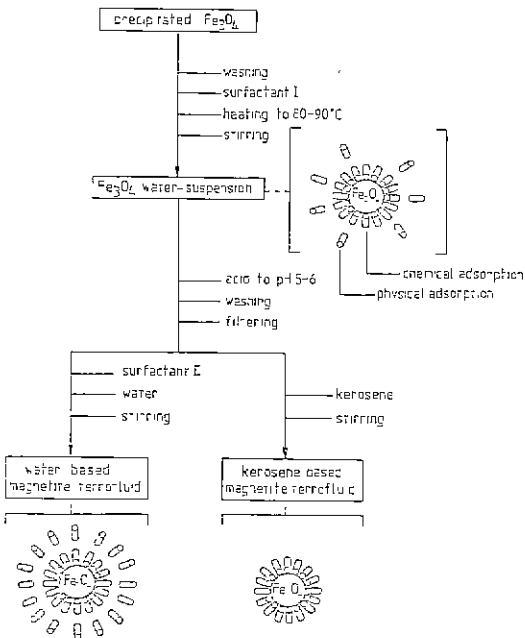 precipitated Fe3O4
washing
surfactant I
heating to 80-90°C
stirring
Fe3O4 water-suspension
Fe3O4
chemical adsorption
physical adsorption
acid to pH 5-6
washing
filtering
surfactant II
water
stirring
kerosene
stirring
water based
magnetite ferrofluid
kerosene based
magnetite ferrofluid